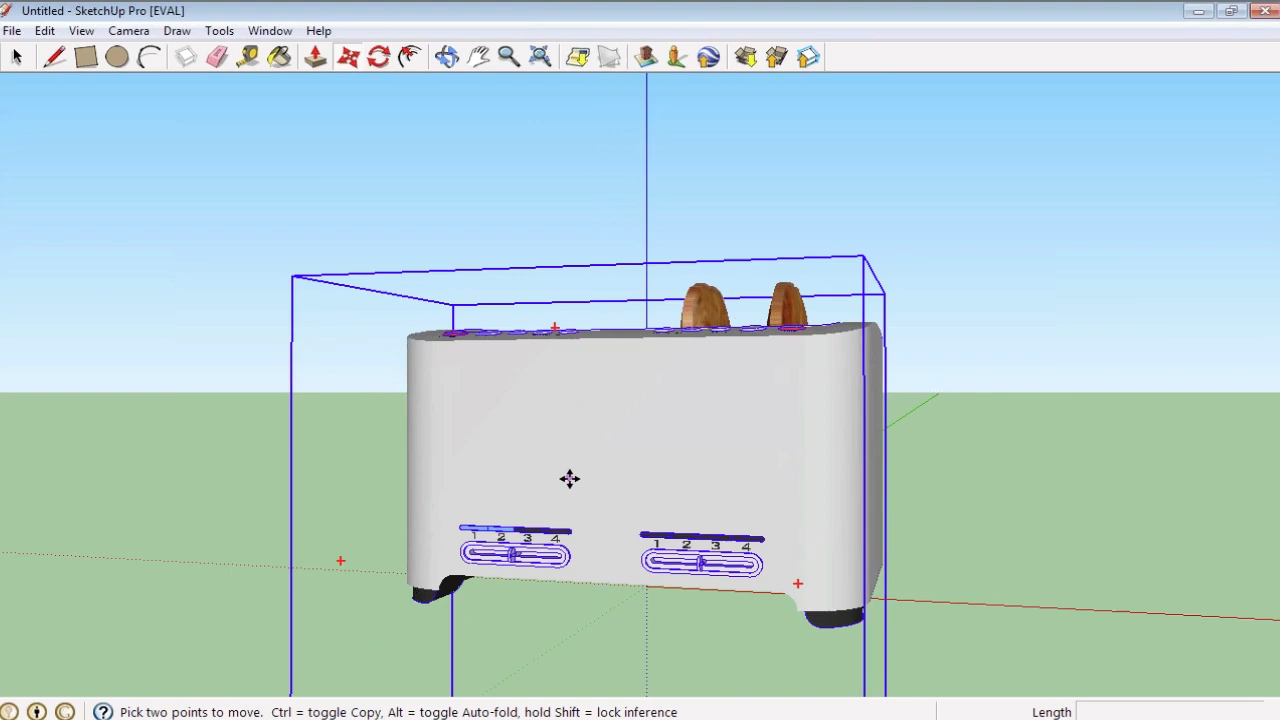 Untitled - SketchUp Pro [EVAL]
File Edit View Camera Draw Tools Window Help
1 2 3 4
1 2 3 4
Pick two points to move. Ctrl = toggle Copy, Alt = toggle Auto-fold, hold Shift = lock inference
Length